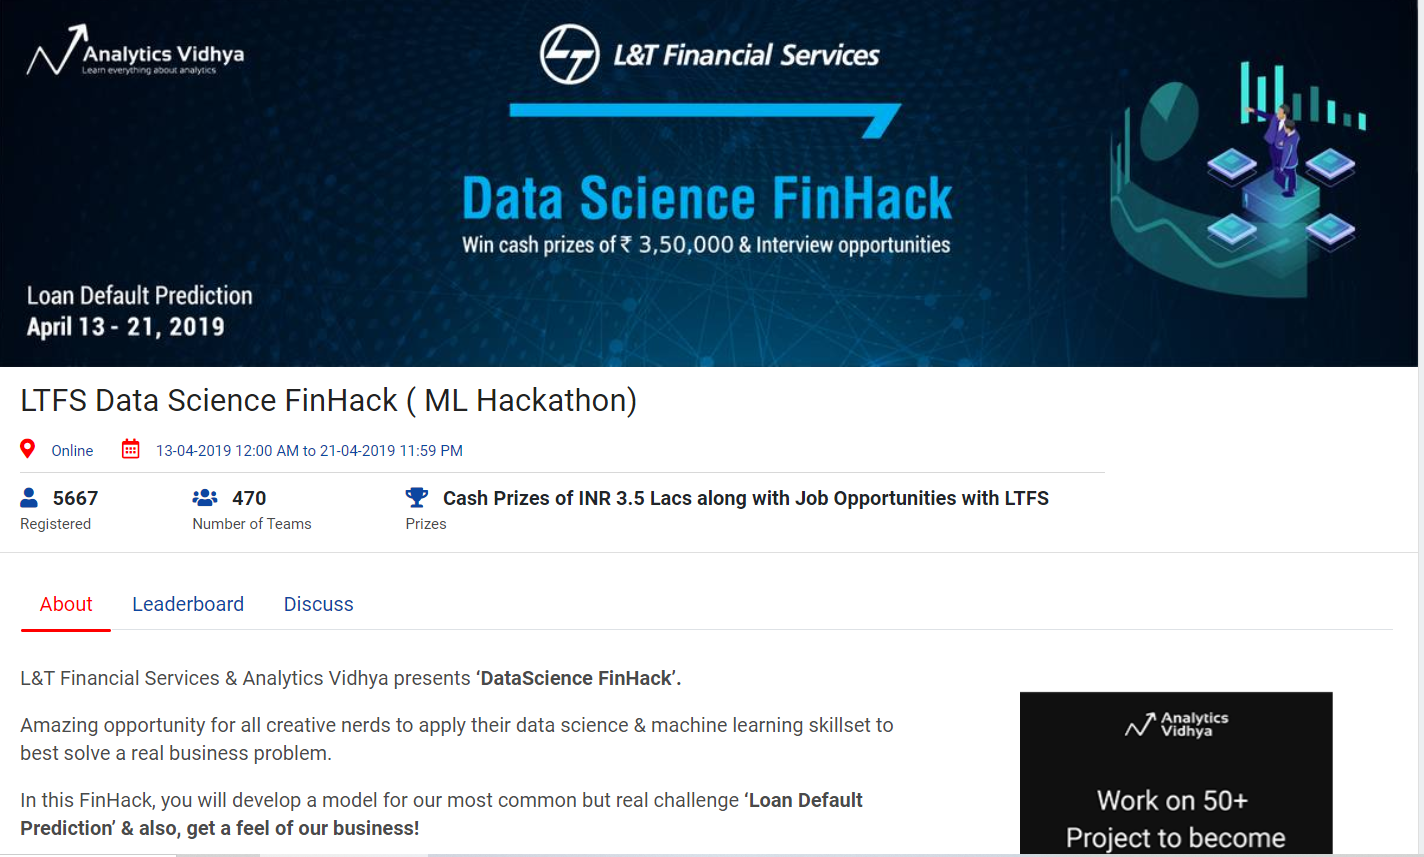 Analytics Vidhya
Learn everything about analytics
L&T Financial Services
Data Science FinHack
Win cash prizes of ₹ 3,50,000 & Interview opportunities
Loan Default Prediction
April 13 - 21, 2019
LTFS Data Science FinHack ( ML Hackathon)
Online 13-04-2019 12:00 AM to 21-04-2019 11:59 PM
5667 470 Cash Prizes of INR 3.5 Lacs along with Job Opportunities with LTFS
Registered Number of Teams Prizes
About Leaderboard Discuss
L&T Financial Services & Analytics Vidhya presents ‘DataScience FinHack’.
Amazing opportunity for all creative nerds to apply their data science & machine learning skillset to
best solve a real business problem.
In this FinHack, you will develop a model for our most common but real challenge ‘Loan Default
Prediction’ & also, get a feel of our business!
Analytics
Vidhya
Work on 50+
Project to become